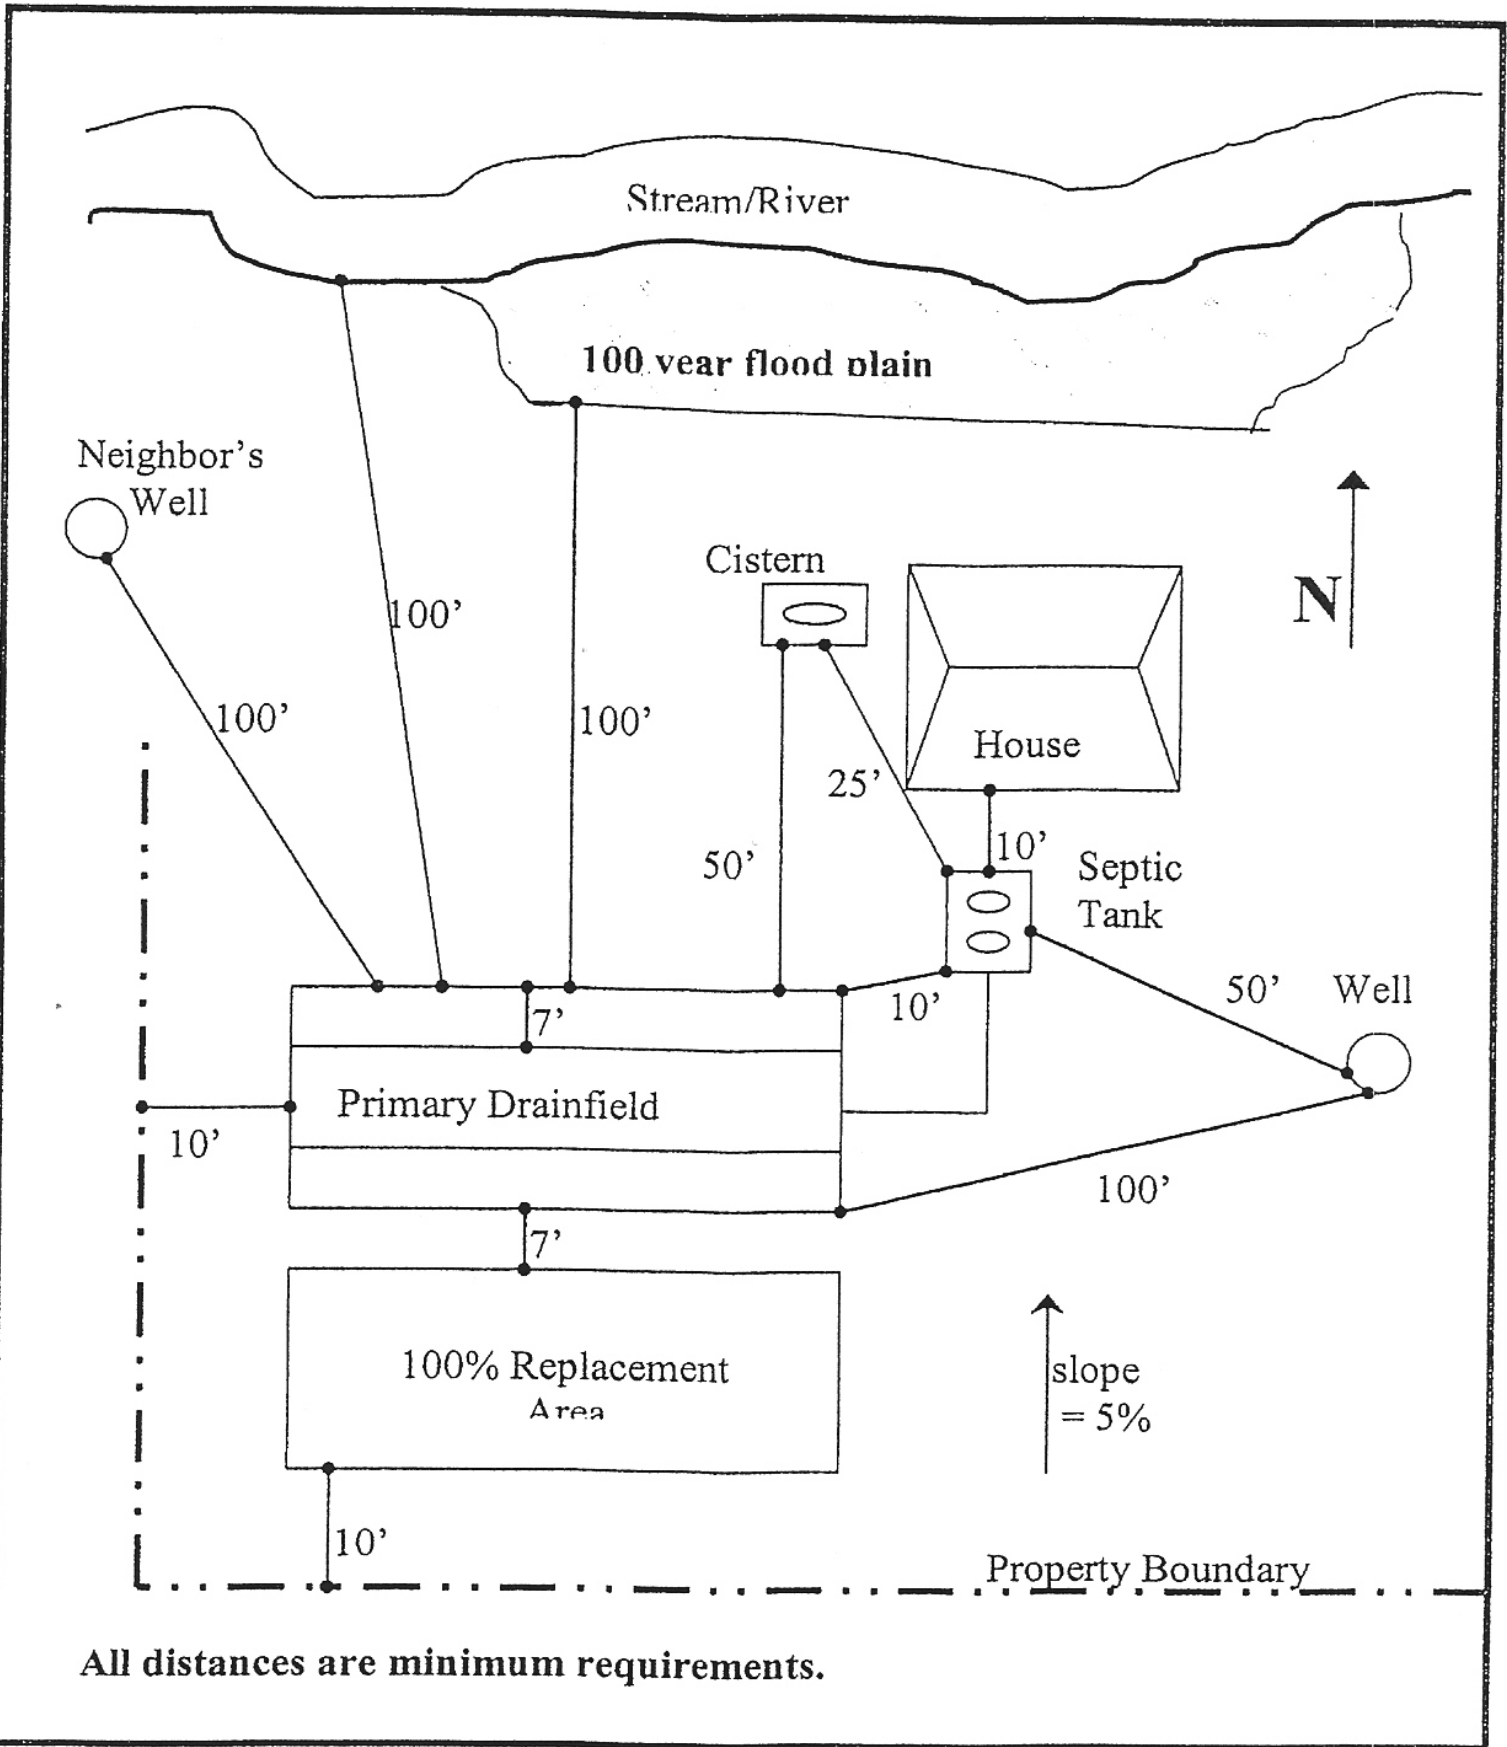 Stream/River
100 year flood plain
Neighbor's
Well
Cistern
N
100'
100'
100'
House
25'
50'
10'
Septic
Tank
50'
Well
10'
7'
Primary Drainfield
10'
100'
7'
100% Replacement
Area
slope
= 5%
10'
Property Boundary
All distances are minimum requirements.